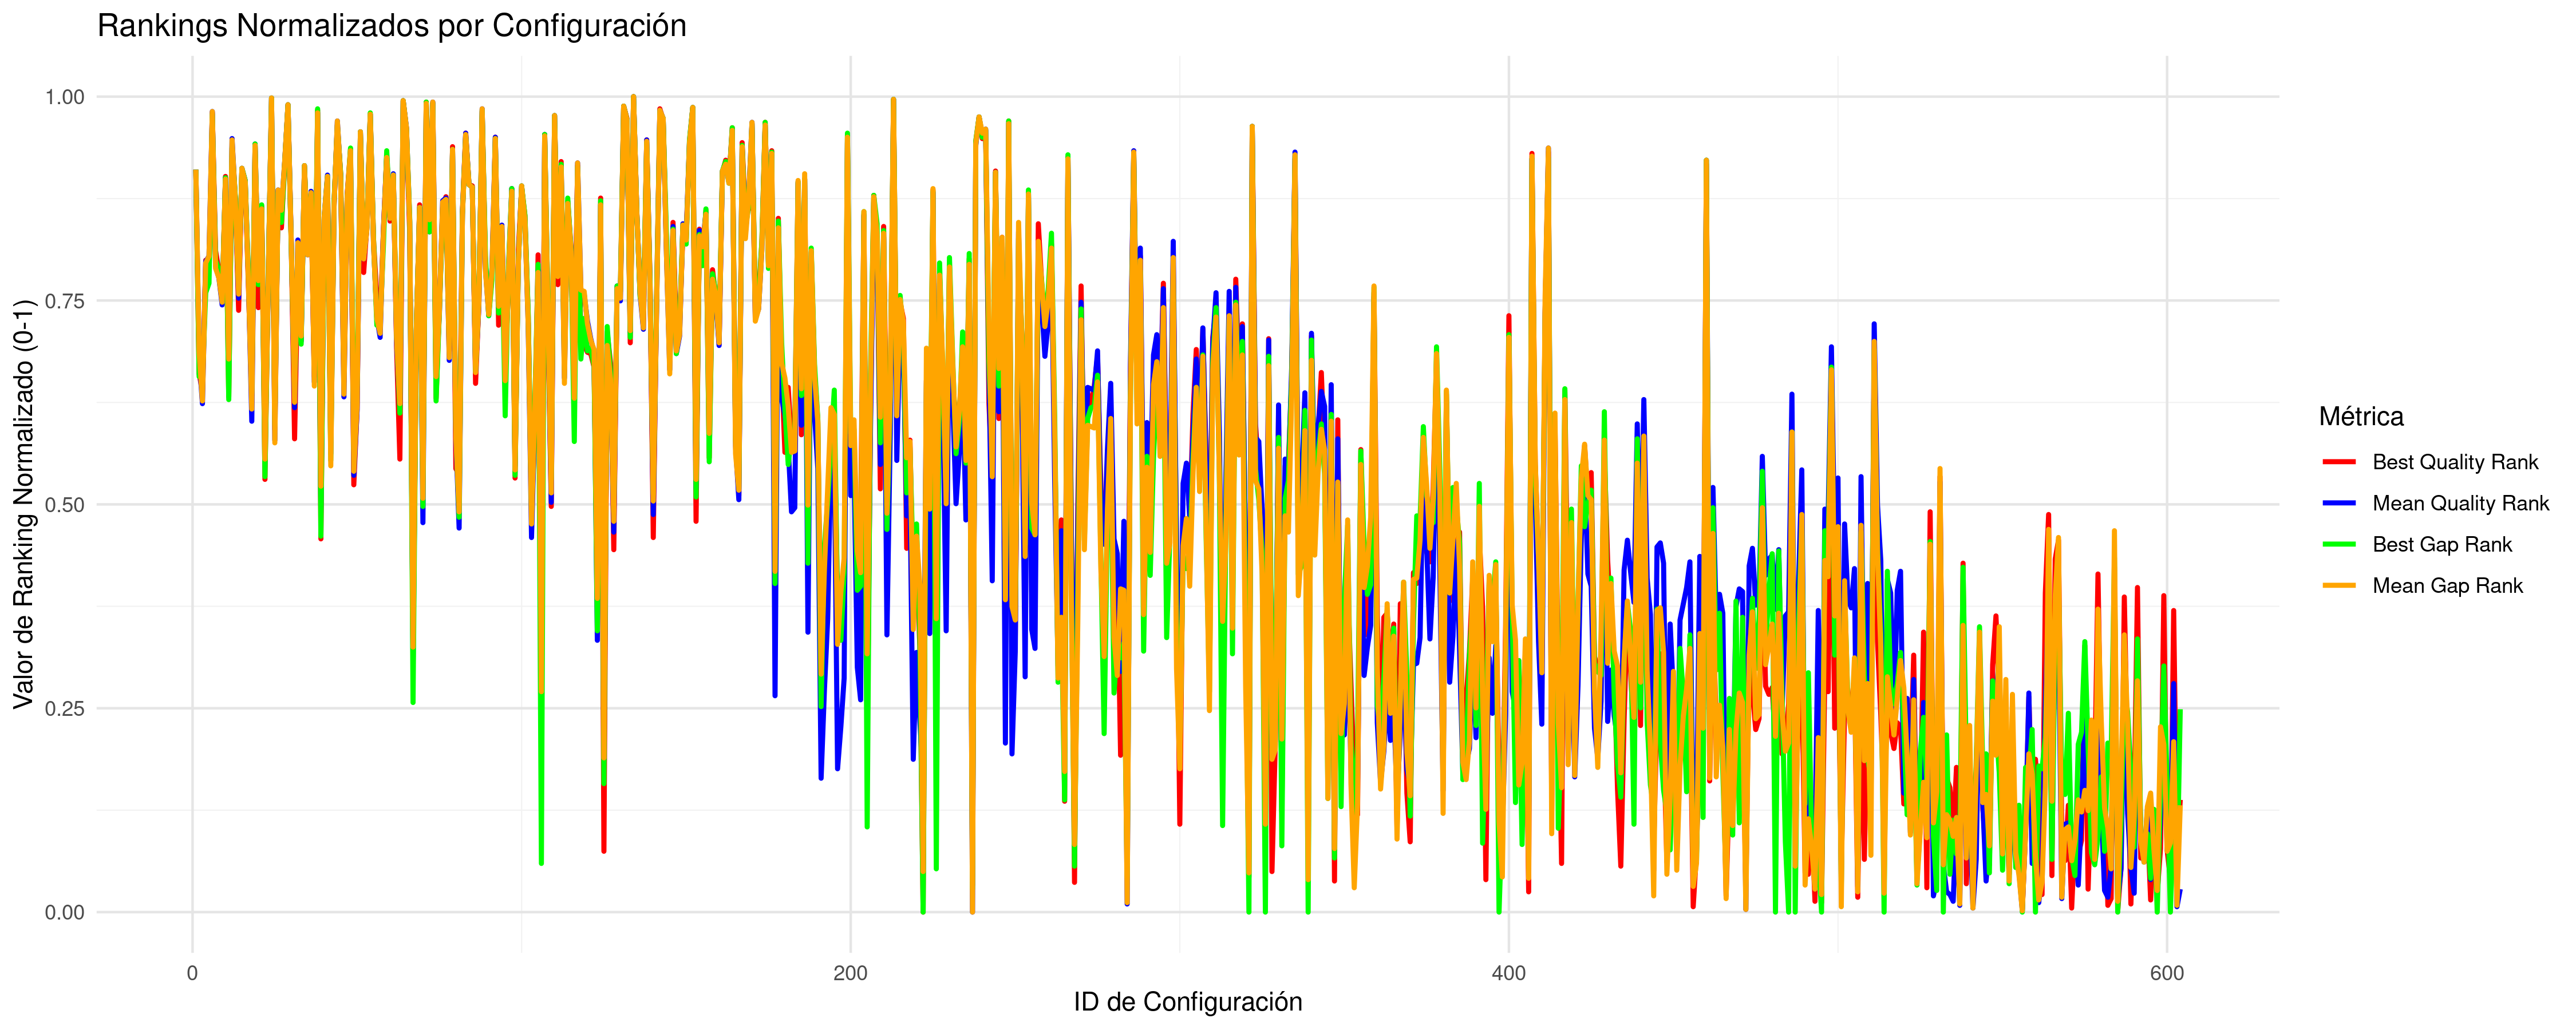 Rankings Normalizados por Configuración
Valor de Ranking Normalizado (0-1)
1.00
0.75
0.50
0.25
0.00
0
200
400
600
ID de Configuración
Métrica
Best Quality Rank
Mean Quality Rank
Best Gap Rank
Mean Gap Rank